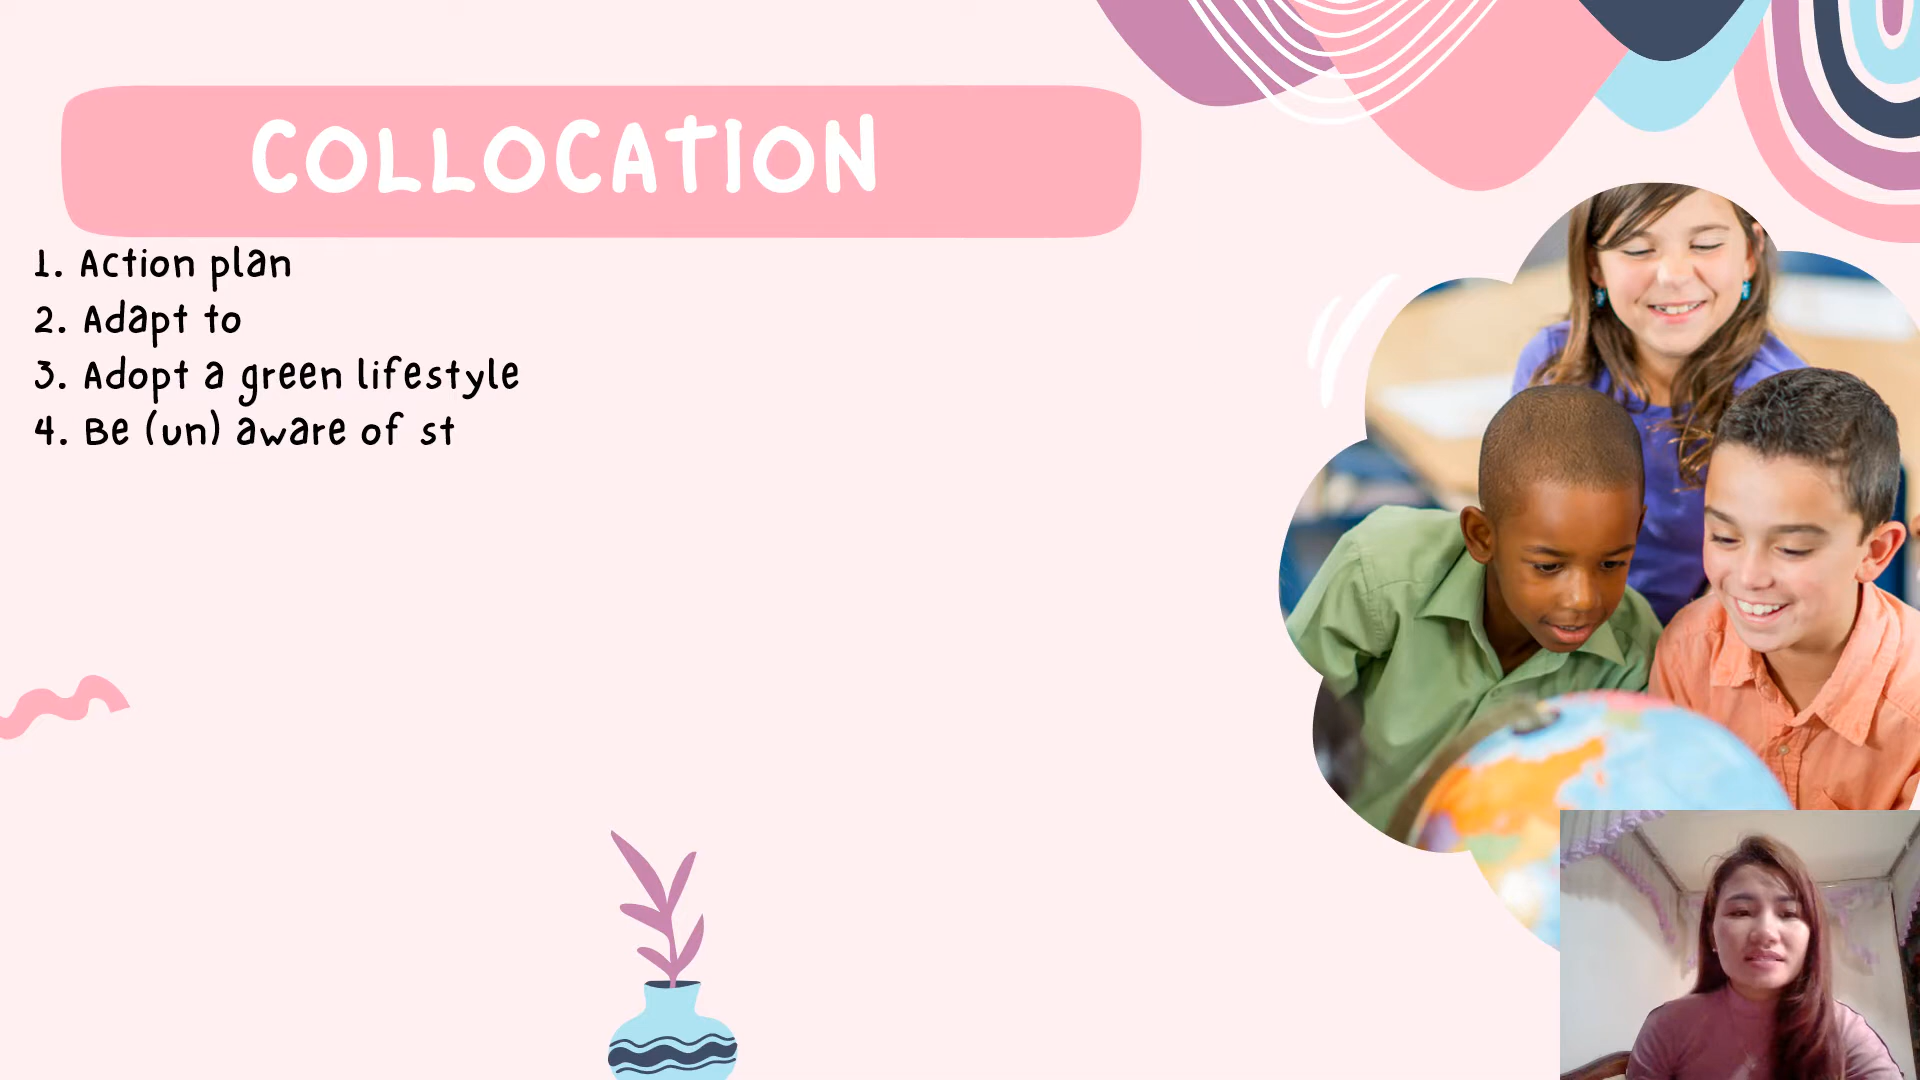 COLLOCATION
1. Action plan
2. Adapt to
3. Adopt a green lifestyle
4. Be (un) aware of st